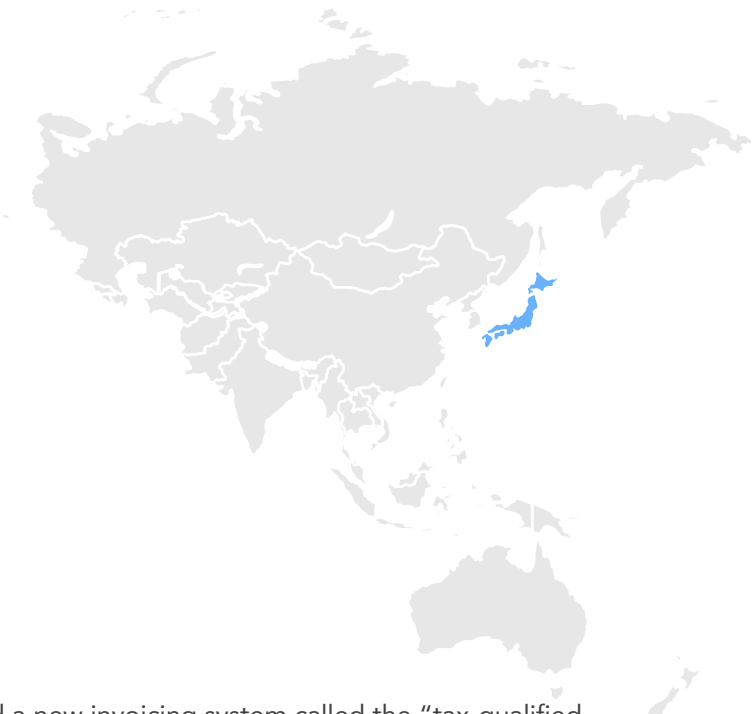 a new invoicing system called the “tax-qualified